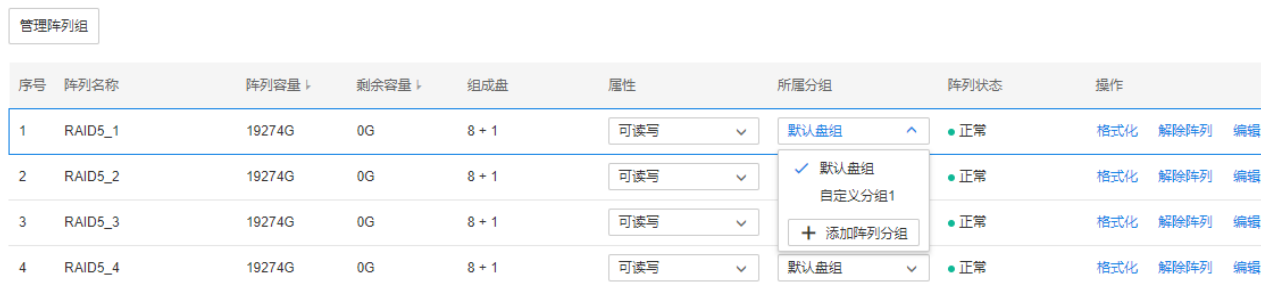 管理阵列组
序号 阵列名称 阵列容量 剩余容量 组成盘 属性 所属分组 阵列状态 操作
1 RAID5_1 19274G 0G 8 + 1 可读写 默认盘组 正常 格式化 解除阵列 编辑
默认盘组
2 RAID5_2 19274G 0G 8 + 1 可读写 正常 格式化 解除阵列 编辑
自定义分组1
3 RAID5_3 19274G 0G 8 + 1 可读写 正常 格式化 解除阵列 编辑
添加阵列分组
4 RAID5_4 19274G 0G 8 + 1 可读写 默认盘组 正常 格式化 解除阵列 编辑